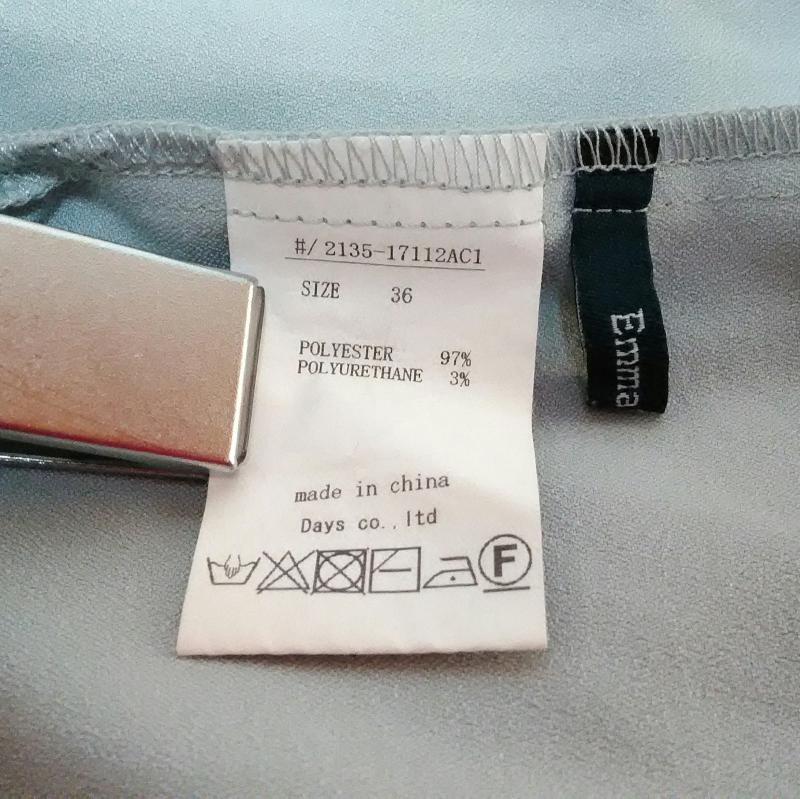 #/ 2135-17112AC1
SIZE 36
POLYESTER 97%
POLYURETHANE 3%
made in china
Days co.,ltd
F
Emma